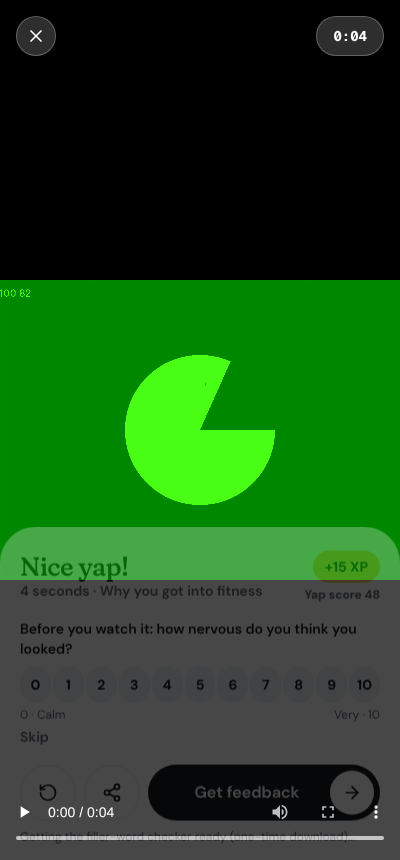 0:04
100 82
Nice yap!
+15 XP
4 seconds · Why you got into fitness
Yap score 48
Before you watch it: how nervous do you think you looked?
0 1 2 3 4 5 6 7 8 9 10
0 · Calm
Very · 10
Skip
Get feedback
0:00 / 0:04
Getting the filler-word checker ready (one-time download)...